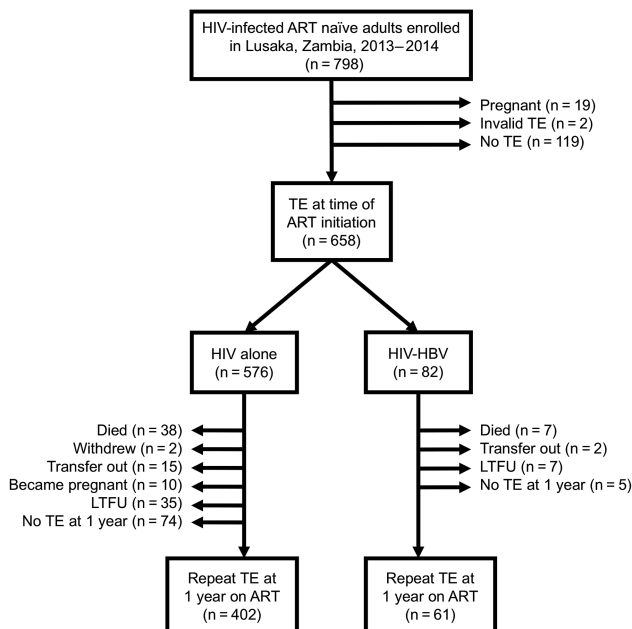 HIV-infected ART naïve adults enrolled
in Lusaka, Zambia, 2013–2014
(n = 798)
Pregnant (n = 19)
Invalid TE (n = 2)
No TE (n = 119)
TE at time of
ART initiation
(n = 658)
HIV alone
(n = 576)
HIV-HBV
(n = 82)
Died (n = 38)
Withdrew (n = 2)
Transfer out (n = 15)
Became pregnant (n = 10)
LTFU (n = 35)
No TE at 1 year (n = 74)
Died (n = 7)
Transfer out (n = 2)
LTFU (n = 7)
No TE at 1 year (n = 5)
Repeat TE at
1 year on ART
(n = 402)
Repeat TE at
1 year on ART
(n = 61)